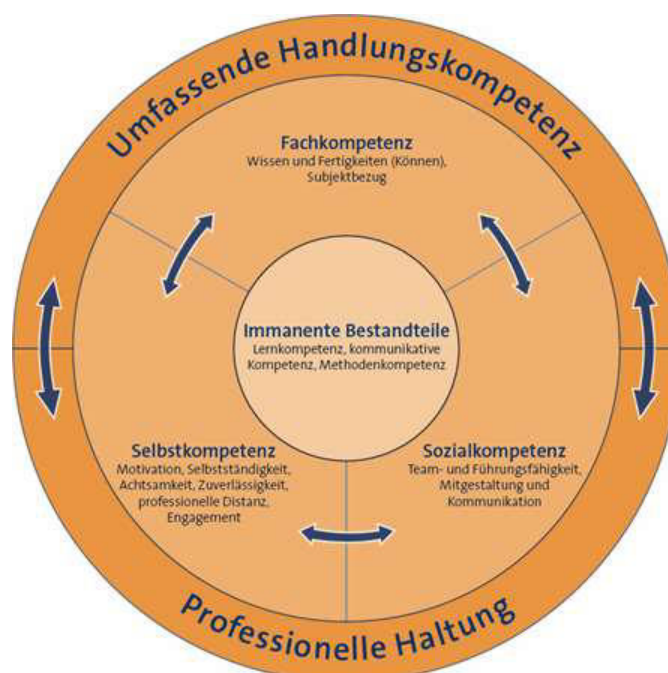 Umfassende Handlungskompetenz
Fachkompetenz
Wissen und Fertigkeiten (Können),
Subjektbezug
Immanente Bestandteile
Lernkompetenz, kommunikative
Kompetenz, Methodenkompetenz
Selbstkompetenz
Motivation, Selbstständigkeit,
Achtsamkeit, Zuverlässigkeit,
professionelle Distanz,
Engagement
Sozialkompetenz
Team- und Führungsfähigkeit,
Mitgestaltung und
Kommunikation
Professionelle Haltung